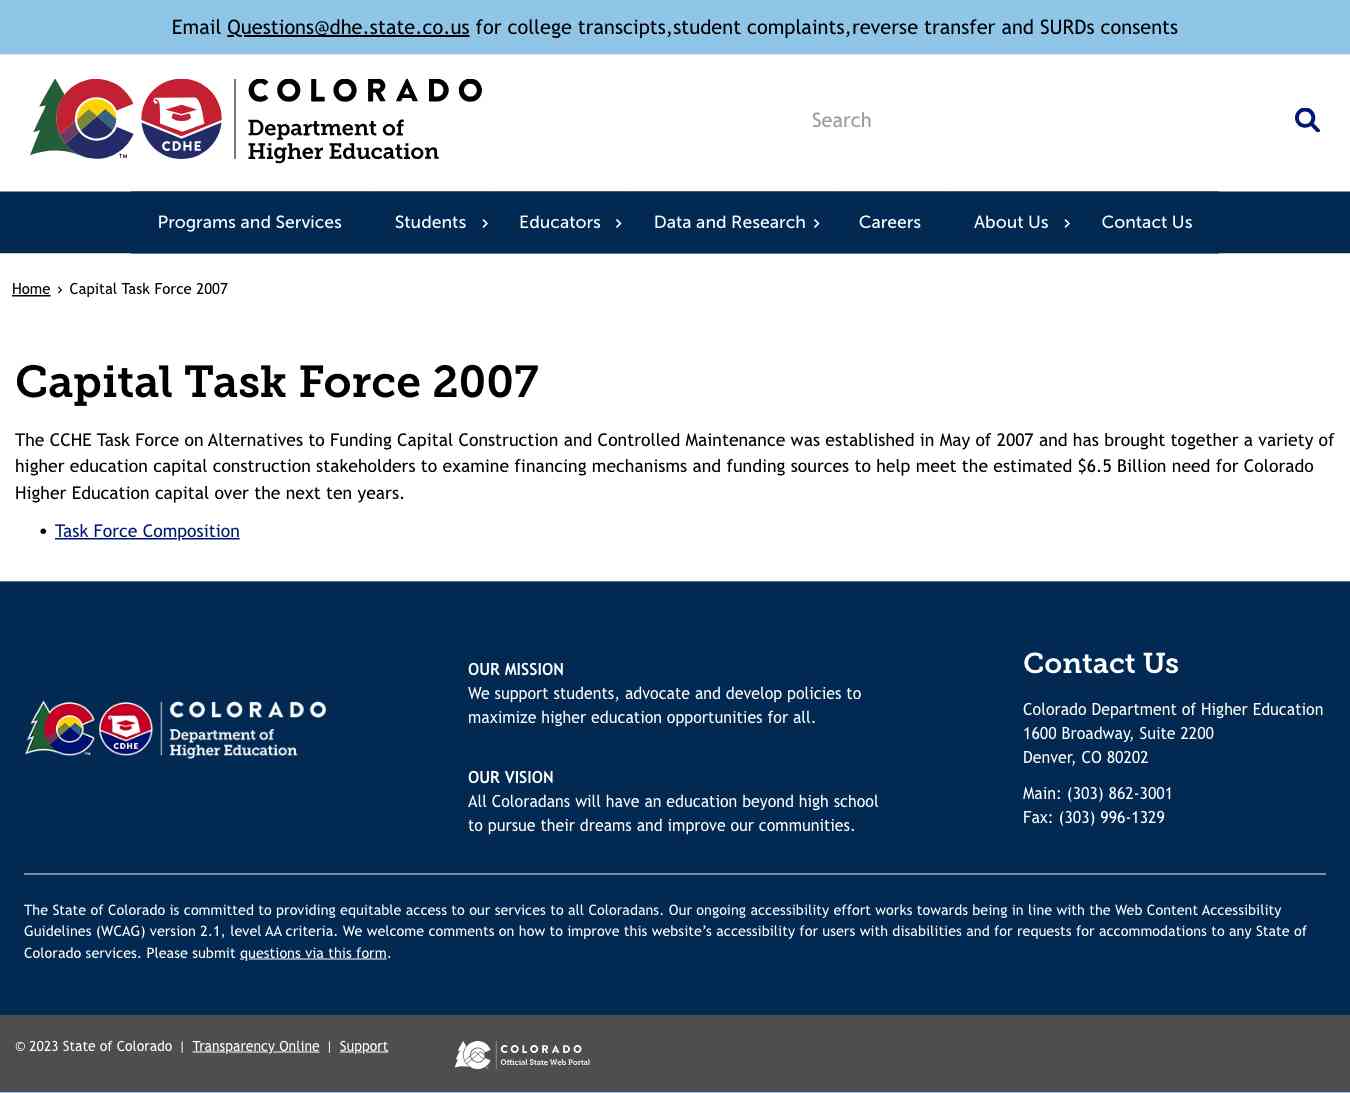 Email Questions@dhe.state.co.us for college transcipts,student complaints,reverse transfer and SURDs consents
CDHE
TM
COLORADO
Department of
Higher Education
Search
Programs and Services Students › Educators › Data and Research › Careers About Us › Contact Us
Home › Capital Task Force 2007
Capital Task Force 2007
The CCHE Task Force on Alternatives to Funding Capital Construction and Controlled Maintenance was established in May of 2007 and has brought together a variety of
higher education capital construction stakeholders to examine financing mechanisms and funding sources to help meet the estimated $6.5 Billion need for Colorado
Higher Education capital over the next ten years.
• Task Force Composition
CDHE
COLORADO
Department of
Higher Education
OUR MISSION
We support students, advocate and develop policies to
maximize higher education opportunities for all.
OUR VISION
All Coloradans will have an education beyond high school
to pursue their dreams and improve our communities.
Contact Us
Colorado Department of Higher Education
1600 Broadway, Suite 2200
Denver, CO 80202
Main: (303) 862-3001
Fax: (303) 996-1329
The State of Colorado is committed to providing equitable access to our services to all Coloradans. Our ongoing accessibility effort works towards being in line with the Web Content Accessibility
Guidelines (WCAG) version 2.1, level AA criteria. We welcome comments on how to improve this website’s accessibility for users with disabilities and for requests for accommodations to any State of
Colorado services. Please submit questions via this form.
© 2023 State of Colorado | Transparency Online | Support
COLORADO
Official State Web Portal